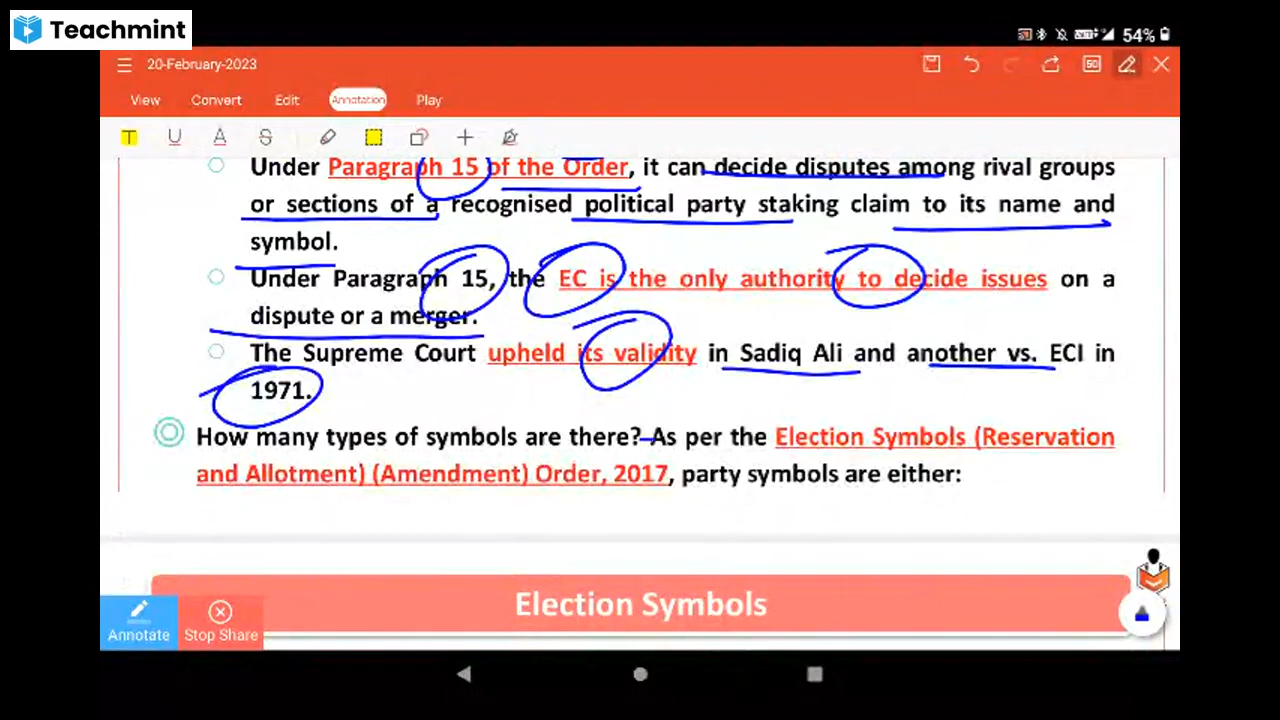 Teachmint
54%
20-February-2023
50
View Convert Edit Annotation Play
T U A S
Under Paragraph 15 of the Order, it can decide disputes among rival groups
or sections of a recognised political party staking claim to its name and
symbol.
Under Paragraph 15, the EC is the only authority to decide issues on a
dispute or a merger.
The Supreme Court upheld its validity in Sadiq Ali and another vs. ECI in
1971.
How many types of symbols are there? As per the Election Symbols (Reservation
and Allotment) (Amendment) Order, 2017, party symbols are either:
Election Symbols
Annotate Stop Share